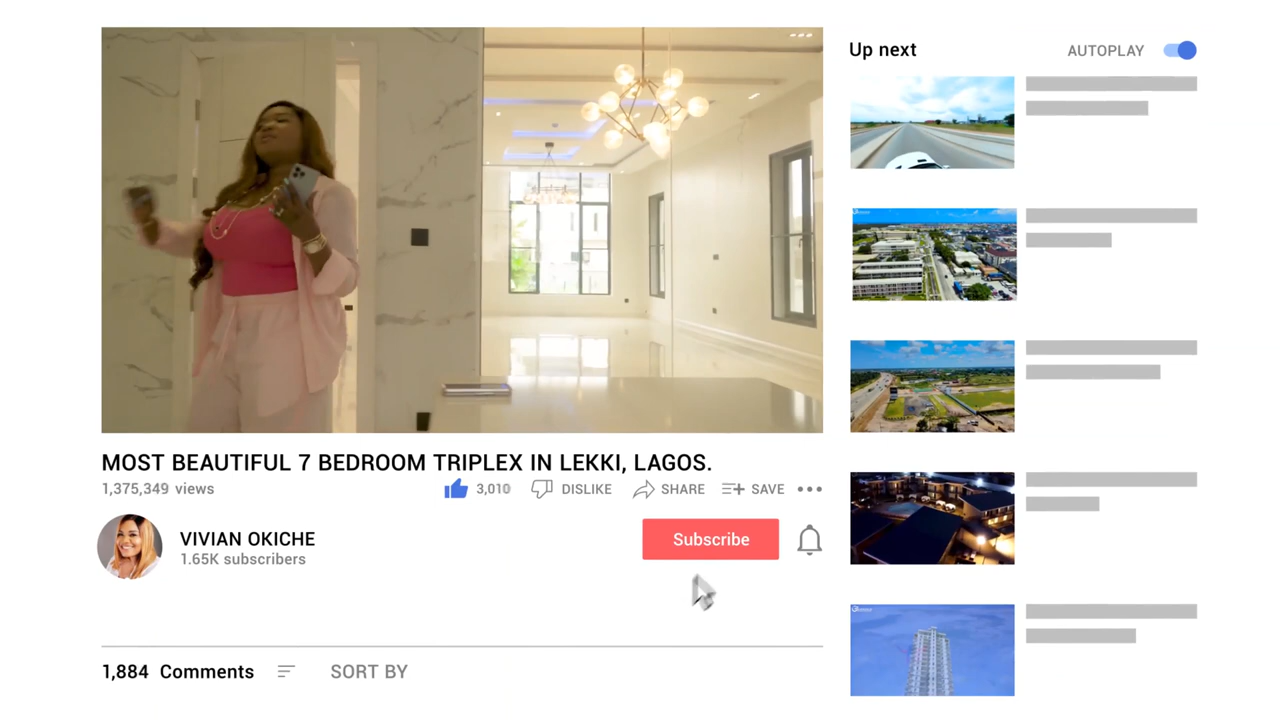 Up next
AUTOPLAY
MOST BEAUTIFUL 7 BEDROOM TRIPLEX IN LEKKI, LAGOS.
1,375,349 views
3,010
DISLIKE
SHARE
SAVE
VIVIAN OKICHE
1.65K subscribers
Subscribe
1,884 Comments
SORT BY